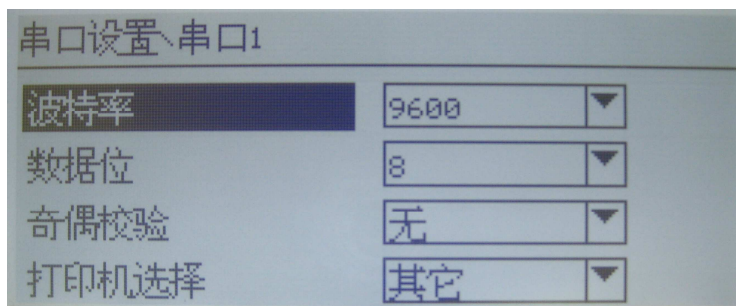 串口设置\串口1
波特率 9600
数据位 8
奇偶校验 无
打印机选择 其它